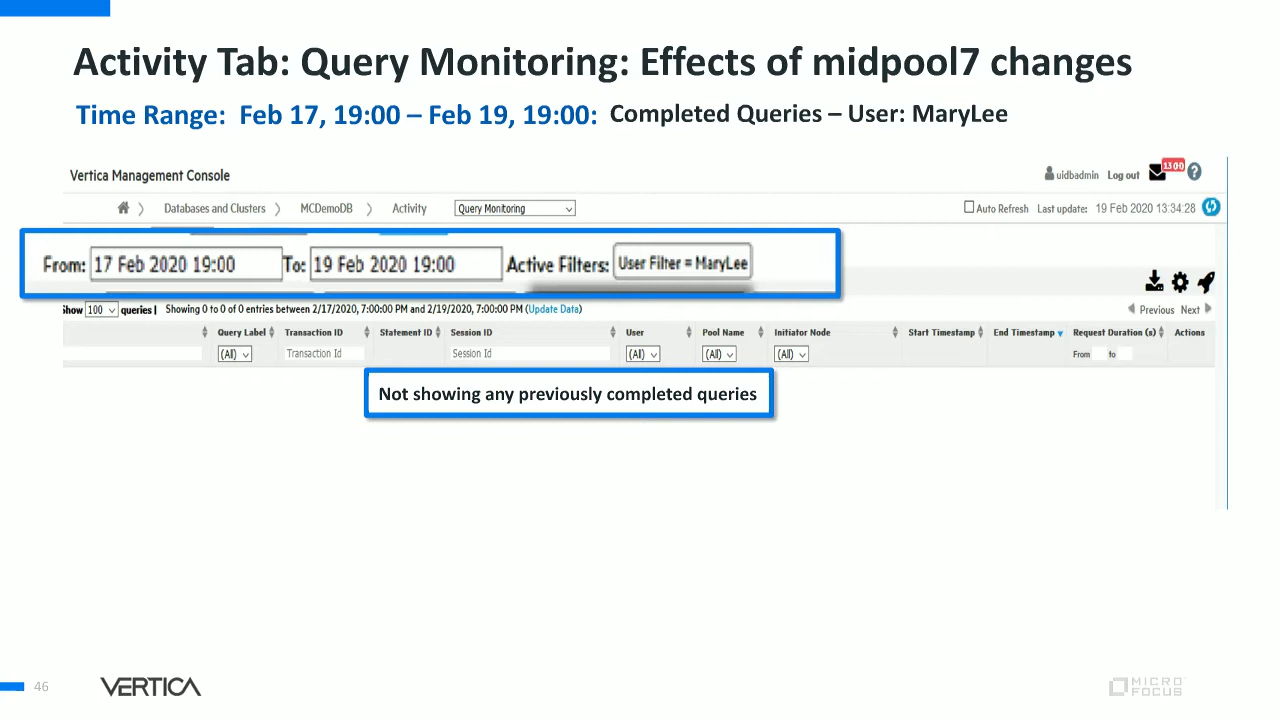 Activity Tab: Query Monitoring: Effects of midpool7 changes
Time Range: Feb 17, 19:00 – Feb 19, 19:00: Completed Queries – User: MaryLee
Vertica Management Console
uidbadmin Log out 1300 ?
Databases and Clusters MCDemoDB Activity Query Monitoring Auto Refresh Last update: 19 Feb 2020 13:34:28
From: 17 Feb 2020 19:00 To: 19 Feb 2020 19:00 Active Filters: User Filter = MaryLee
Show 100 queries | Showing 0 to 0 of 0 entries between 2/17/2020, 7:00:00 PM and 2/19/2020, 7:00:00 PM (Update Data) Previous Next
Query Label Transaction ID Statement ID Session ID User Pool Name Initiator Node Start Timestamp End Timestamp Request Duration (s) Actions
(All) Transaction Id Session Id (All) (All) (All) From to
Not showing any previously completed queries
46 VERTICA MICRO
FOCUS